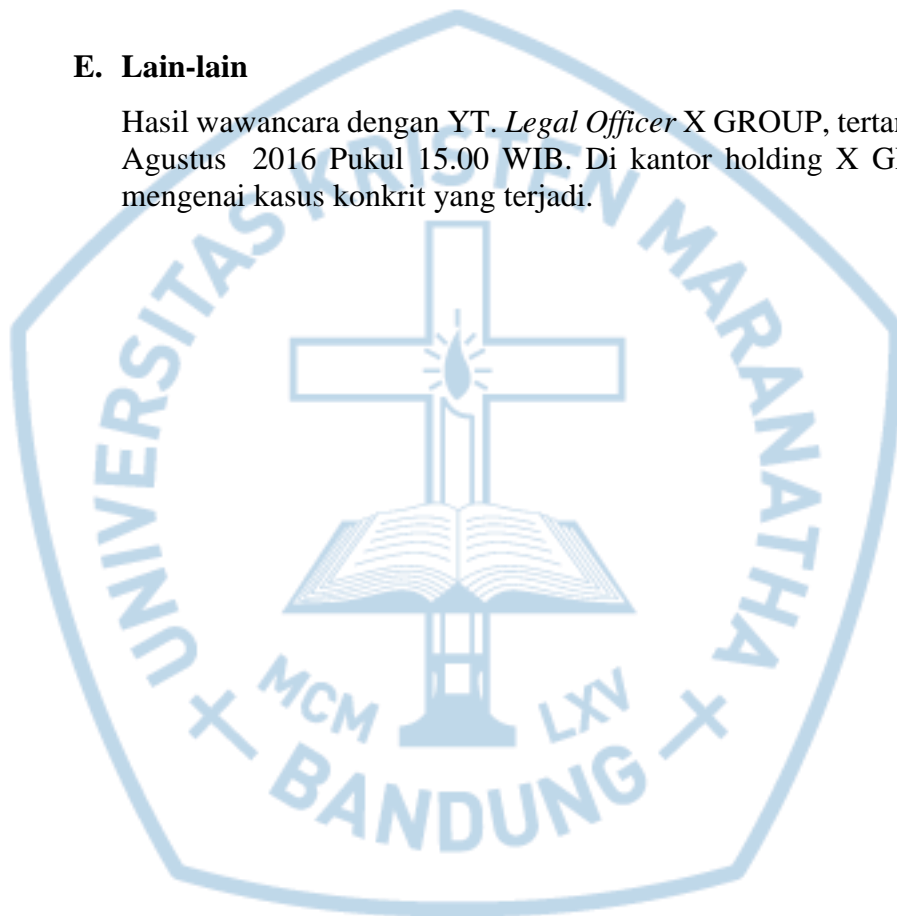 E. Lain-lain
Hasil wawancara dengan YT. Legal Officer X GROUP,
Agustus 2016 Pukul 15.00 WIB. Di kantor holding X
mengenai kasus konkrit yang terjadi.
UNIVERSITAS KRISTEN MARANATHA
MCM LXV
BANDUNG